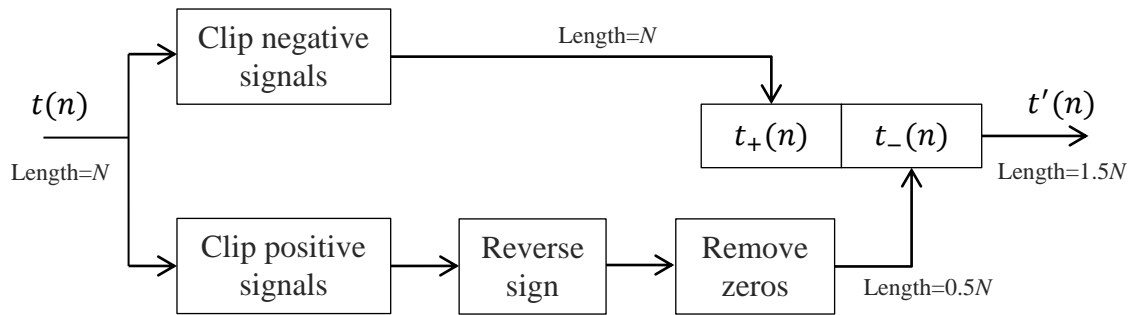 Clip negative
signals
Length=N
t(n)
Length=N
t₊(n)
t₋(n)
t′(n)
Length=1.5N
Clip positive
signals
Reverse
sign
Remove
zeros
Length=0.5N